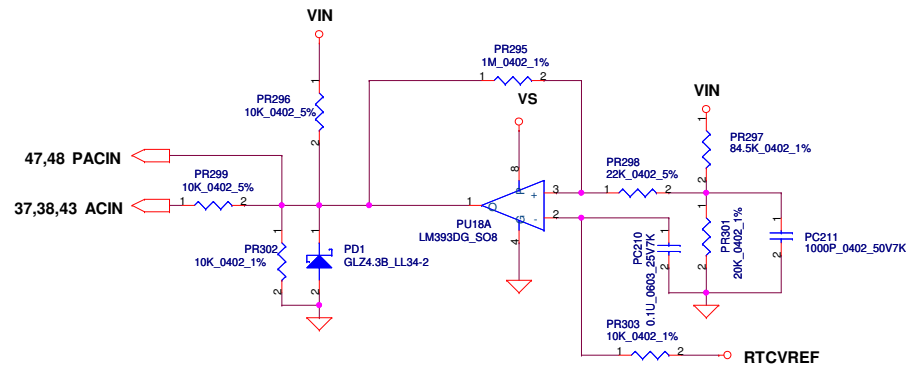 VIN
PR295
1M_0402_1%
1
2
VS
VIN
1
PR296
10K_0402_5%
2
1
PR297
84.5K_0402_1%
2
47,48 PACIN
PR299
10K_0402_5%
37,38,43 ACIN
1
2
8
P
1
O
+
3
-
2
G
4
PU18A
LM393DG_SO8
PR298
22K_0402_5%
1
2
1
PR302
10K_0402_1%
2
1
PD1
GLZ4.3B_LL34-2
2
1
PC210
0.1U_0603_25V7K
2
1
PR301
20K_0402_1%
2
1
PC211
1000P_0402_50V7K
2
PR303
10K_0402_1%
1
2
RTCVREF